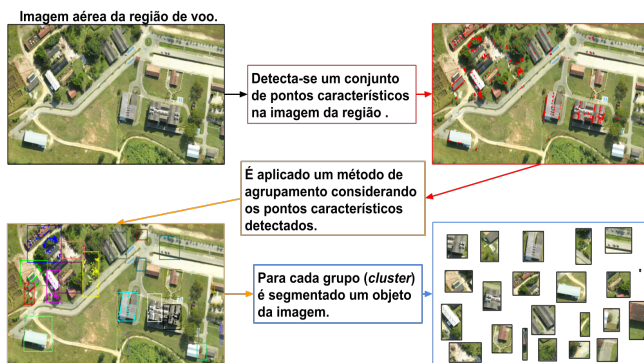 Imagem aérea da região de voo.
Detecta-se um conjunto
de pontos característicos
na imagem da região .
É aplicado um método de
agrupamento considerando
os pontos característicos
detectados.
Para cada grupo (cluster)
é segmentado um objeto
da imagem.